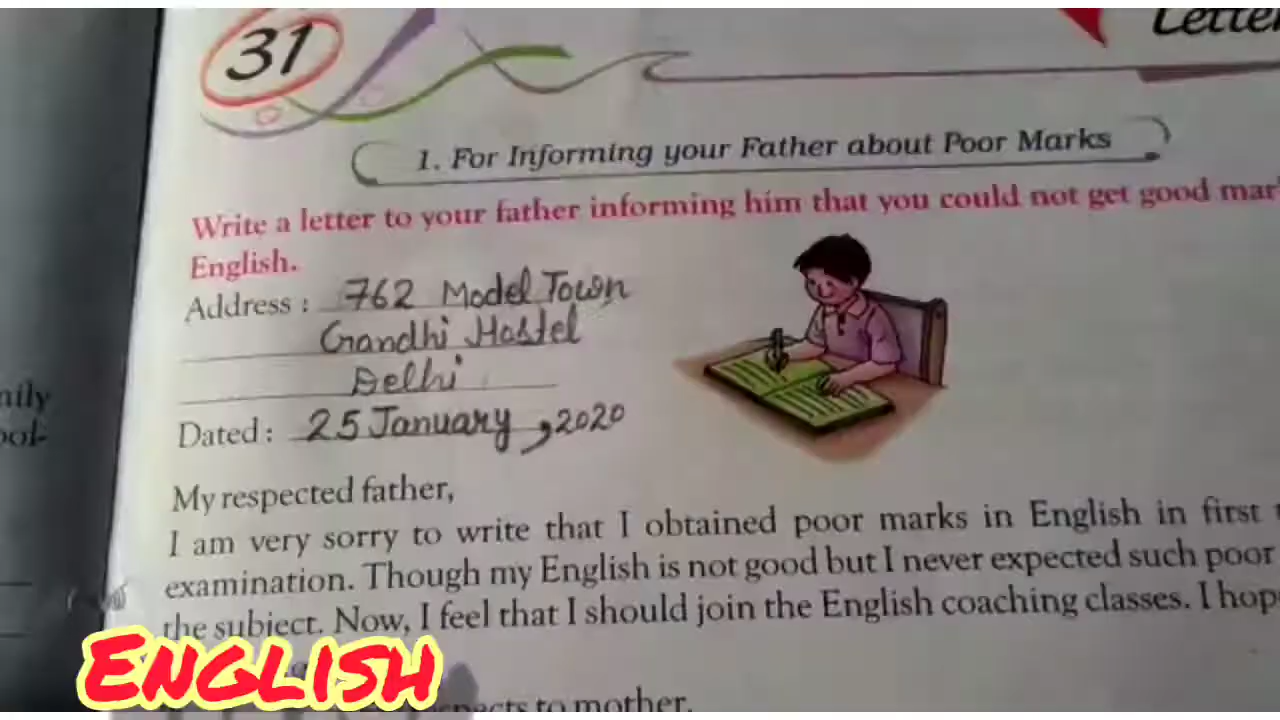 31
Letter
1. For Informing your Father about Poor Marks
Write a letter to your father informing him that you could not get good
English.
Address : 762 Model Town
Gandhi Hostel
Delhi
Dated : 25 January, 2020
My respected father,
I am very sorry to write that I obtained poor marks in English in first
examination. Though my English is not good but I never expected such poor
the subject. Now, I feel that I should join the English coaching classes. I
to mother.
ENGLISH